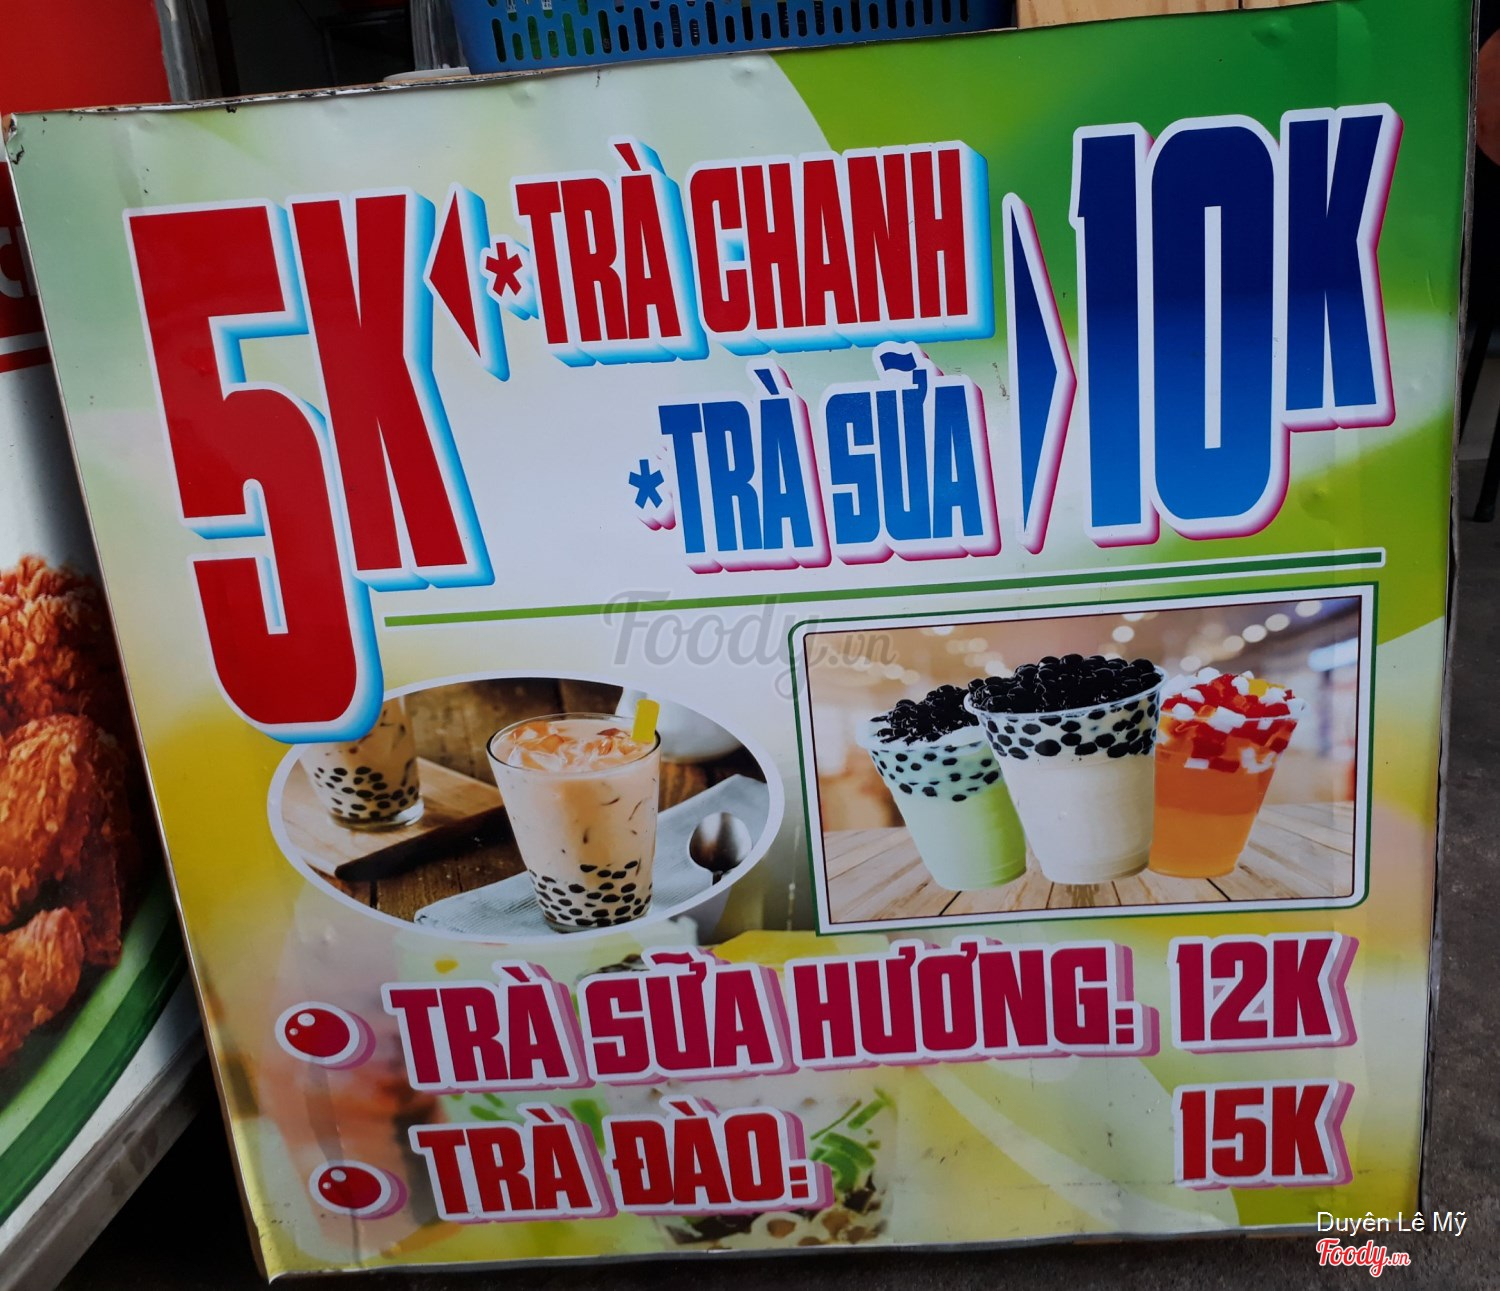 5K *TRÀ CHANH
*TRÀ SỮA 10K
Foody.vn
TRÀ SỮA HƯƠNG: 12K
TRÀ ĐÀO: 15K
Duyên Lê Mỹ
Foody.vn